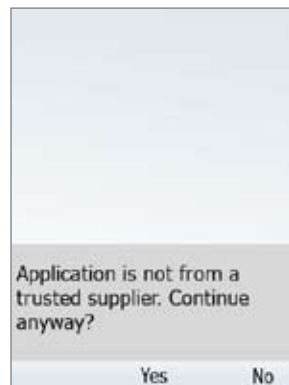 Application is not from a
trusted supplier. Continue
anyway?
Yes No